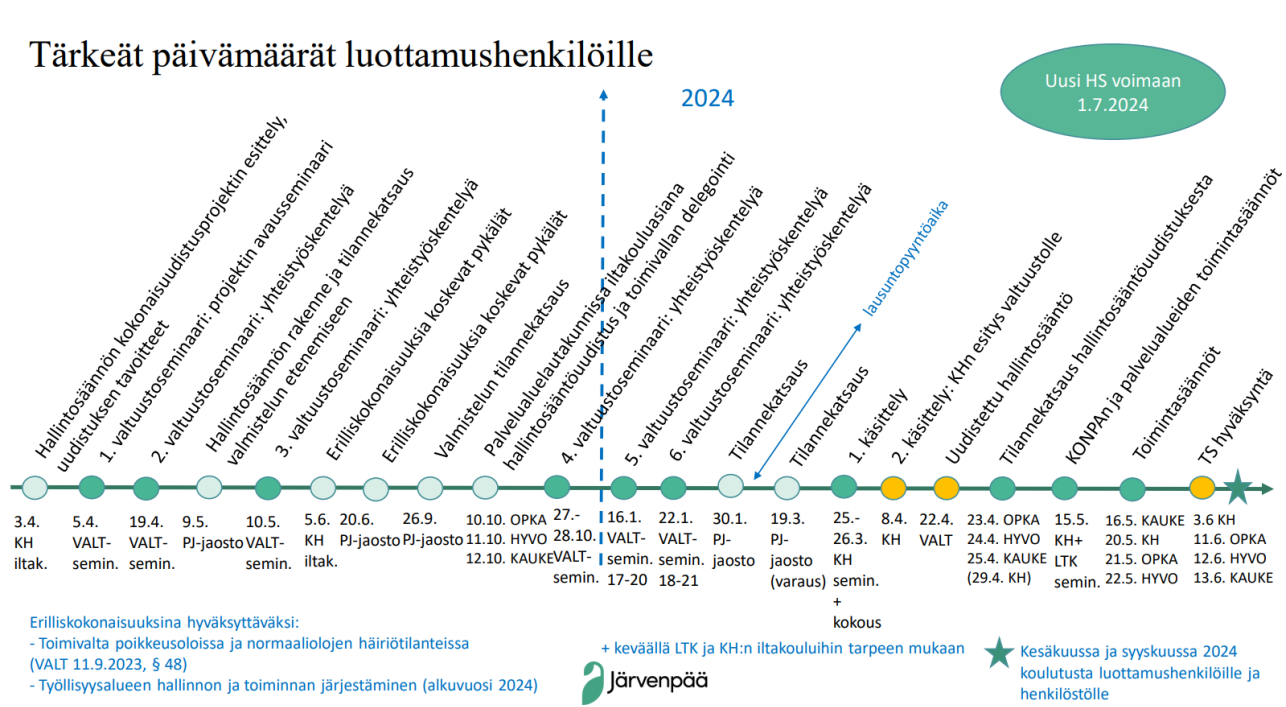 Tärkeät päivämäärät luottamushenkilöille
2024
Uusi HS voimaan
1.7.2024
Hallintosäännön kokonaisuudistusprojektin esittely,
uudistuksen tavoitteet
1. valtuustoseminaari: projektin avausseminaari
2. valtuustoseminaari: yhteistyöskentelyä
Hallintosäännön rakenne ja tilannekatsaus
valmistelun etenemiseen
3. valtuustoseminaari: yhteistyöskentelyä
Erilliskokonaisuuksia koskevat pykälät
Erilliskokonaisuuksia koskevat pykälät
Valmistelun tilannekatsaus
Palvelualuelautakunnissa iltakouluasiana
hallintosääntöuudistus ja toimivallan delegointi
4. valtuustoseminaari: yhteistyöskentelyä
5. valtuustoseminaari: yhteistyöskentelyä
6. valtuustoseminaari: yhteistyöskentelyä
Tilannekatsaus
lausuntopyyntöaika
Tilannekatsaus
1. käsittely
2. käsittely: KHn esitys valtuustolle
Uudistettu hallintosääntö
Tilannekatsaus hallintosääntöuudistuksesta
KONPAn ja palvelualueiden toimintasäännöt
Toimintasäännöt
TS hyväksyntä
3.4.
KH
iltak.
5.4.
VALT-
semin.
19.4.
VALT-
semin.
9.5.
PJ-jaosto
10.5.
VALT-
semin.
5.6.
KH
iltak.
20.6.
PJ-jaosto
26.9.
PJ-jaosto
10.10. OPKA
11.10. HYVO
12.10. KAUKE
27.-
28.10.
VALT-
semin.
16.1.
VALT-
semin.
17-20
22.1.
VALT-
semin.
18-21
30.1.
PJ-
jaosto
19.3.
PJ-
jaosto
(varaus)
25.-
26.3.
KH
semin.
+
kokous
8.4.
KH
22.4.
VALT
23.4. OPKA
24.4. HYVO
25.4. KAUKE
(29.4. KH)
15.5.
KH+
LTK
semin.
16.5. KAUKE
20.5. KH
21.5. OPKA
22.5. HYVO
3.6 KH
11.6. OPKA
12.6. HYVO
13.6. KAUKE
Erilliskokonaisuuksina hyväksyttäväksi:
- Toimivalta poikkeusoloissa ja normaaliolojen häiriötilanteissa
(VALT 11.9.2023, § 48)
- Työllisyysalueen hallinnon ja toiminnan järjestäminen (alkuvuosi 2024)
+ keväällä LTK ja KH:n iltakouluihin tarpeen mukaan
Järvenpää
Kesäkuussa ja syyskuussa 2024
koulutusta luottamushenkilöille ja
henkilöstölle